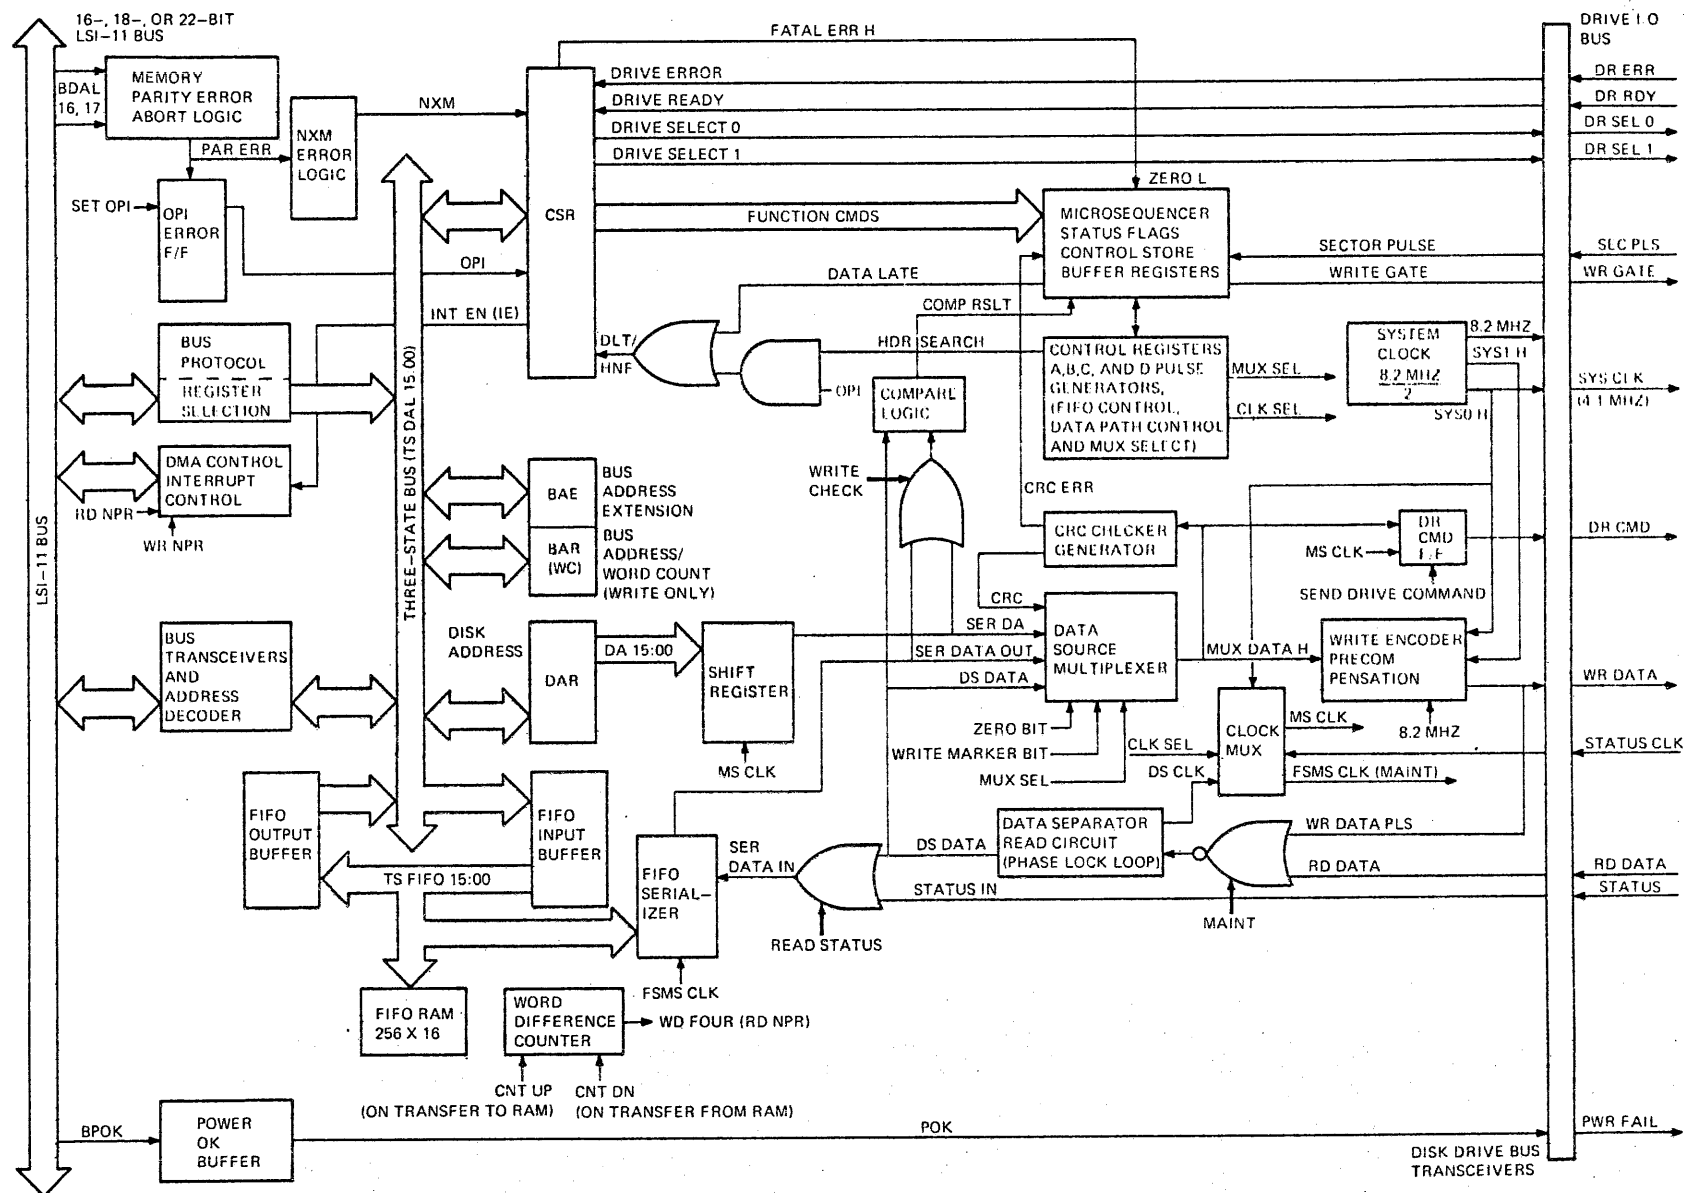 16-, 18-, OR 22-BIT
LSI-11 BUS
BDAL
16, 17
MEMORY
PARITY ERROR
ABORT LOGIC
PAR ERR
NXM
ERROR
LOGIC
NXM
SET OPI
OPI
ERROR
F/F
OPI
INT EN (IE)
FATAL ERR H
CSR
DRIVE ERROR
DRIVE READY
DRIVE SELECT 0
DRIVE SELECT 1
FUNCTION CMDS
DRIVE I O
BUS
DR ERR
DR RDY
DR SEL 0
DR SEL 1
ZERO L
MICROSEQUENCER
STATUS FLAGS
CONTROL STORE
BUFFER REGISTERS
SECTOR PULSE
WRITE GATE
SLC PLS
WR GATE
DATA LATE
COMP RSLT
DLT/
HNF
HDR SEARCH
OPI
CONTROL REGISTERS
A,B,C, AND D PULSE
GENERATORS,
(FIFO CONTROL,
DATA PATH CONTROL
AND MUX SELECT)
MUX SEL
CLK SEL
SYSTEM
CLOCK
8.2 MHZ
2
8.2 MHZ
SYS1 H
SYS0 H
SYS CLK
(4.1 MHZ)
BUS
PROTOCOL
REGISTER
SELECTION
DMA CONTROL
INTERRUPT
CONTROL
RD NPR
WR NPR
LSI-11 BUS
THREE-STATE BUS (TS DAL 15:00)
COMPARE
LOGIC
WRITE
CHECK
CRC ERR
BAE
BUS
ADDRESS
EXTENSION
BAR
(WC)
BUS
ADDRESS/
WORD COUNT
(WRITE ONLY)
CRC CHECKER
GENERATOR
CRC
MS CLK
DR
CMD
F/F
DR CMD
SEND DRIVE COMMAND
BUS
TRANSCEIVERS
AND
ADDRESS
DECODER
DISK
ADDRESS
DAR
DA 15:00
SHIFT
REGISTER
MS CLK
SER DA
SER DATA OUT
DS DATA
DATA
SOURCE
MULTIPLEXER
MUX DATA H
WRITE ENCODER
PRECOM
PENSATION
8.2 MHZ
WR DATA
ZERO BIT
WRITE MARKER BIT
MUX SEL
CLK SEL
DS CLK
CLOCK
MUX
MS CLK
FSMS CLK (MAINT)
STATUS CLK
FIFO
OUTPUT
BUFFER
FIFO
INPUT
BUFFER
TS FIFO 15:00
FIFO
SERIAL-
IZER
FSMS CLK
SER
DATA IN
DS DATA
STATUS IN
READ STATUS
DATA SEPARATOR
READ CIRCUIT
(PHASE LOCK LOOP)
WR DATA PLS
RD DATA
MAINT
RD DATA
STATUS
FIFO RAM
256 X 16
WORD
DIFFERENCE
COUNTER
WD FOUR (RD NPR)
CNT UP
(ON TRANSFER TO RAM)
CNT DN
(ON TRANSFER FROM RAM)
BPOK
POWER
OK
BUFFER
POK
PWR FAIL
DISK DRIVE BUS
TRANSCEIVERS